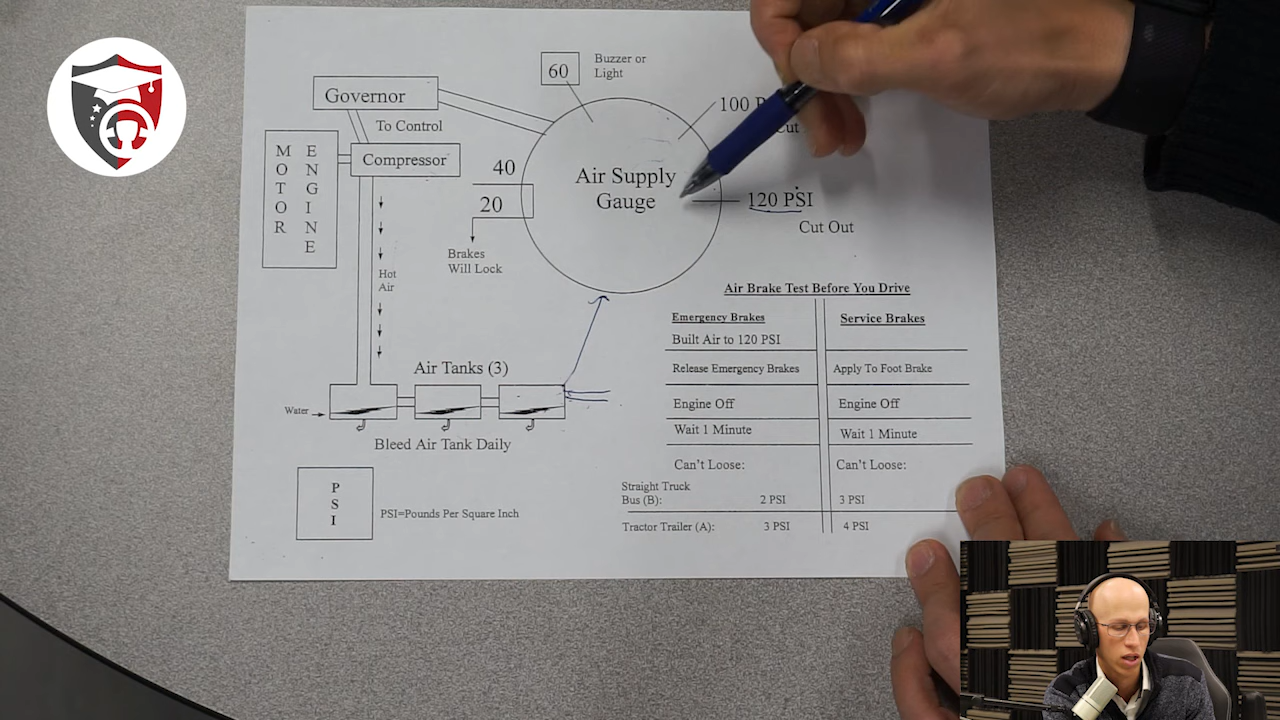 60
Buzzer or
Light
Governor
100
Cut
To Control
MOTOR
ENGINE
Compressor
40
Air Supply
Gauge
20
120 PSI
Cut Out
Brakes
Will Lock
Hot
Air
Air Brake Test Before You Drive
Emergency Brakes
Service Brakes
Built Air to 120 PSI
Air Tanks (3)
Release Emergency Brakes
Apply To Foot Brake
Engine Off
Engine Off
Water
Wait 1 Minute
Wait 1 Minute
Bleed Air Tank Daily
Can't Loose:
Can't Loose:
Straight Truck
Bus (B): 2 PSI 3 PSI
PSI
PSI=Pounds Per Square Inch
Tractor Trailer (A): 3 PSI 4 PSI